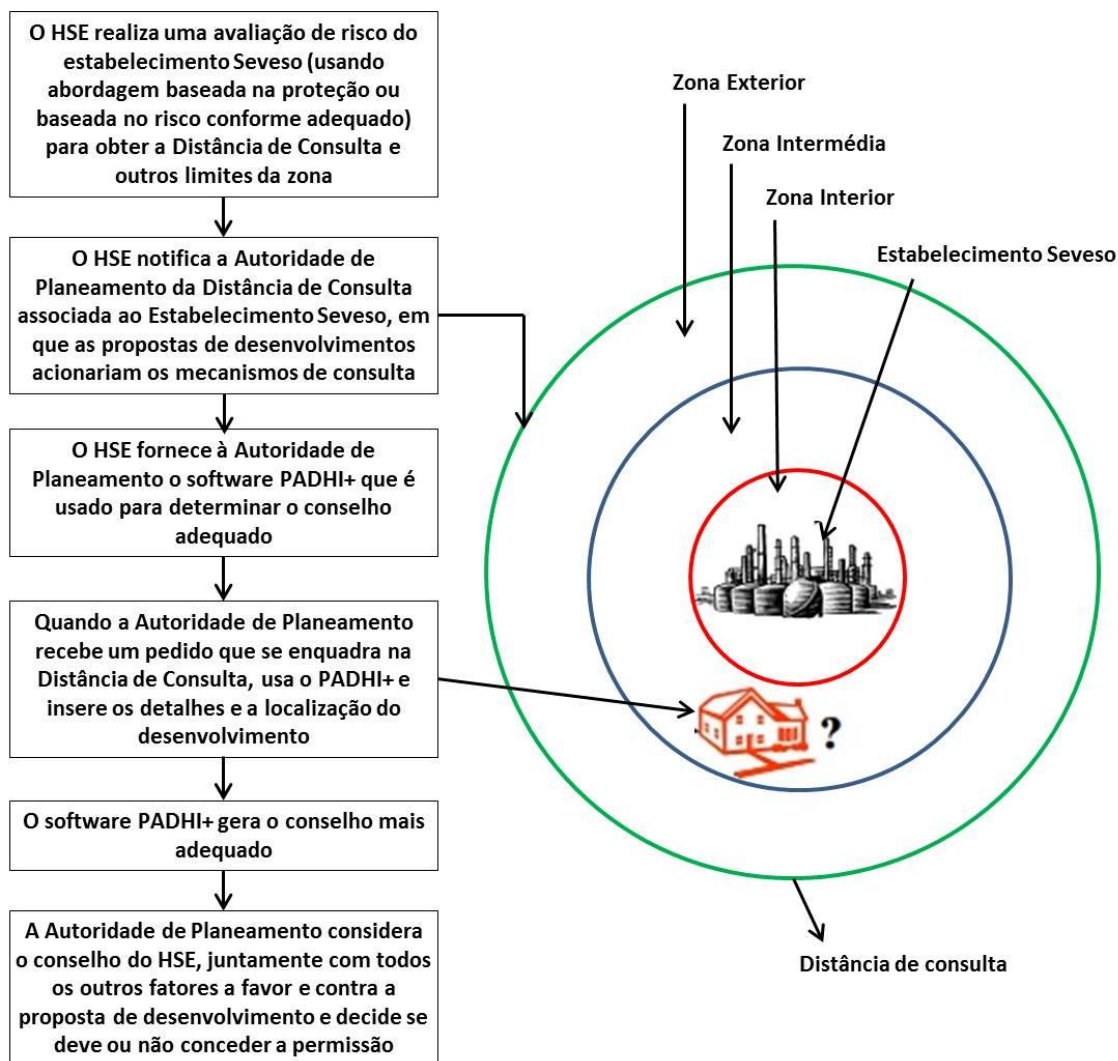 O HSE realiza uma avaliação de risco do
estabelecimento Seveso (usando
abordagem baseada na proteção ou
baseada no risco conforme adequado)
para obter a Distância de Consulta e
outros limites da zona
O HSE notifica a Autoridade de
Planeamento da Distância de Consulta
associada ao Estabelecimento Seveso, em
que as propostas de desenvolvimentos
acionariam os mecanismos de consulta
O HSE fornece à Autoridade de
Planeamento o software PADHI+ que é
usado para determinar o conselho
adequado
Quando a Autoridade de Planeamento
recebe um pedido que se enquadra na
Distância de Consulta, usa o PADHI+ e
insere os detalhes e a localização do
desenvolvimento
O software PADHI+ gera o conselho mais
adequado
A Autoridade de Planeamento considera
o conselho do HSE, juntamente com todos
os outros fatores a favor e contra a
proposta de desenvolvimento e decide se
deve ou não conceder a permissão
Zona Exterior
Zona Intermédia
Zona Interior
Estabelecimento Seveso
?
Distância de consulta